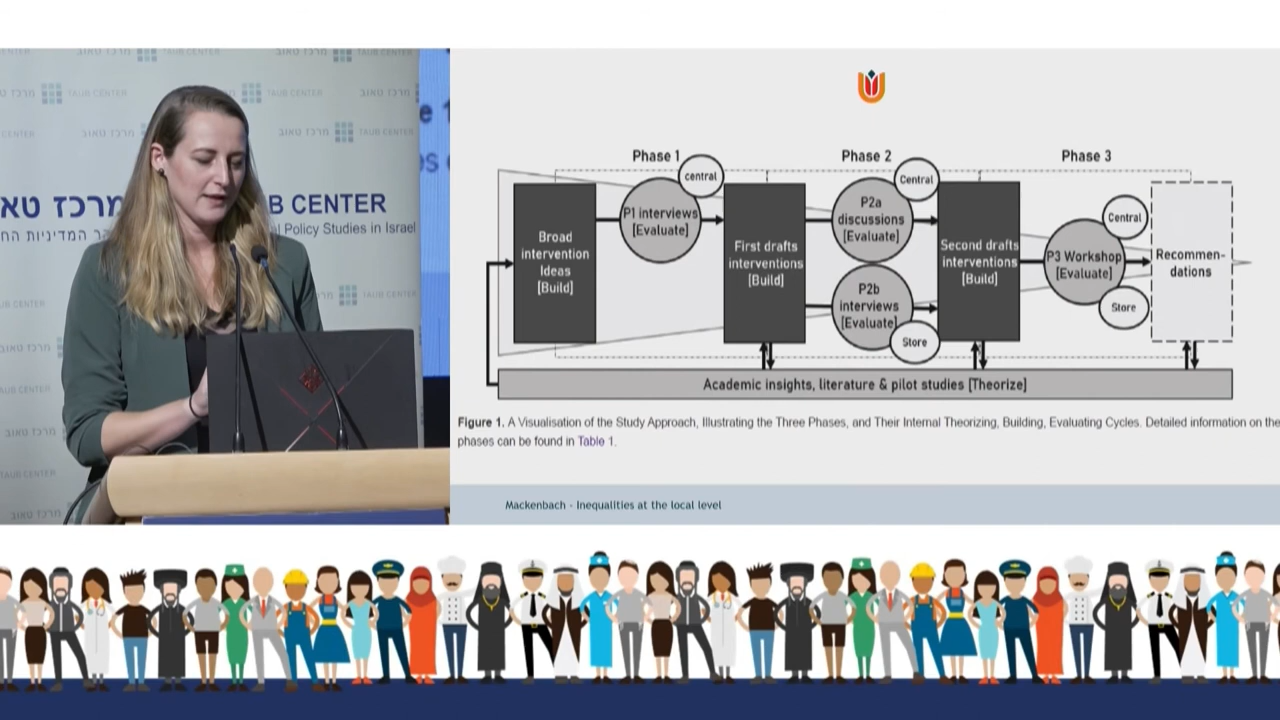 מרכז טאוב
TAUB CENTER
B CENTER
l Policy Studies in Israel
Phase 1
Phase 2
Phase 3
Broad
intervention
Ideas
[Build]
P1 interviews
[Evaluate]
central
First drafts
interventions
[Build]
P2a
discussions
[Evaluate]
Central
P2b
interviews
[Evaluate]
Store
Second drafts
interventions
[Build]
P3 Workshop
[Evaluate]
Central
Store
Recommen-
dations
Academic insights, literature & pilot studies [Theorize]
Figure 1. A Visualisation of the Study Approach, Illustrating the Three Phases, and Their Internal Theorizing, Building, Evaluating Cycles. Detailed information on the
phases can be found in Table 1.
Mackenbach - Inequalities at the local level